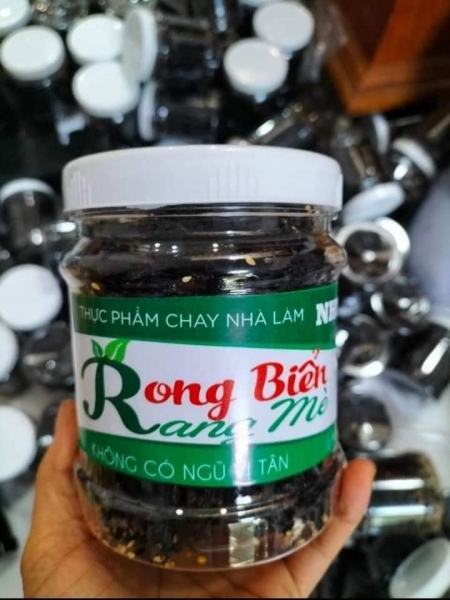 THỰC PHẨM CHAY NHÀ LÀM
Rong Biển
Rang Mè
KHÔNG CÓ NGŨ VỊ TÂN